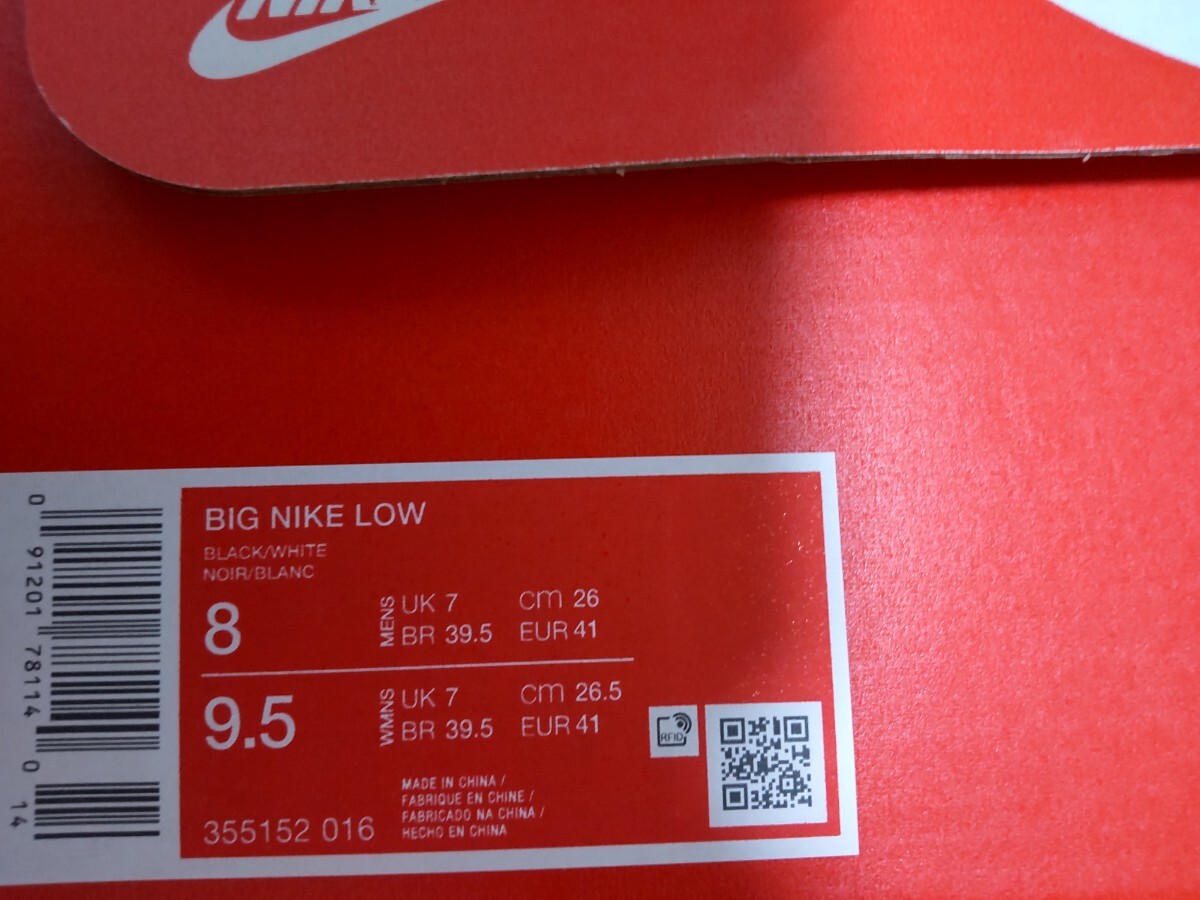 NIKE
BIG NIKE LOW
BLACK/WHITE
NOIR/BLANC
8 MENS UK 7 cm 26
BR 39.5 EUR 41
9.5 WMNS UK 7 cm 26.5
BR 39.5 EUR 41
RFID
MADE IN CHINA /
FABRIQUE EN CHINE /
FABRICADO NA CHINA /
HECHO EN CHINA
355152 016
0 91201 78114 0 14